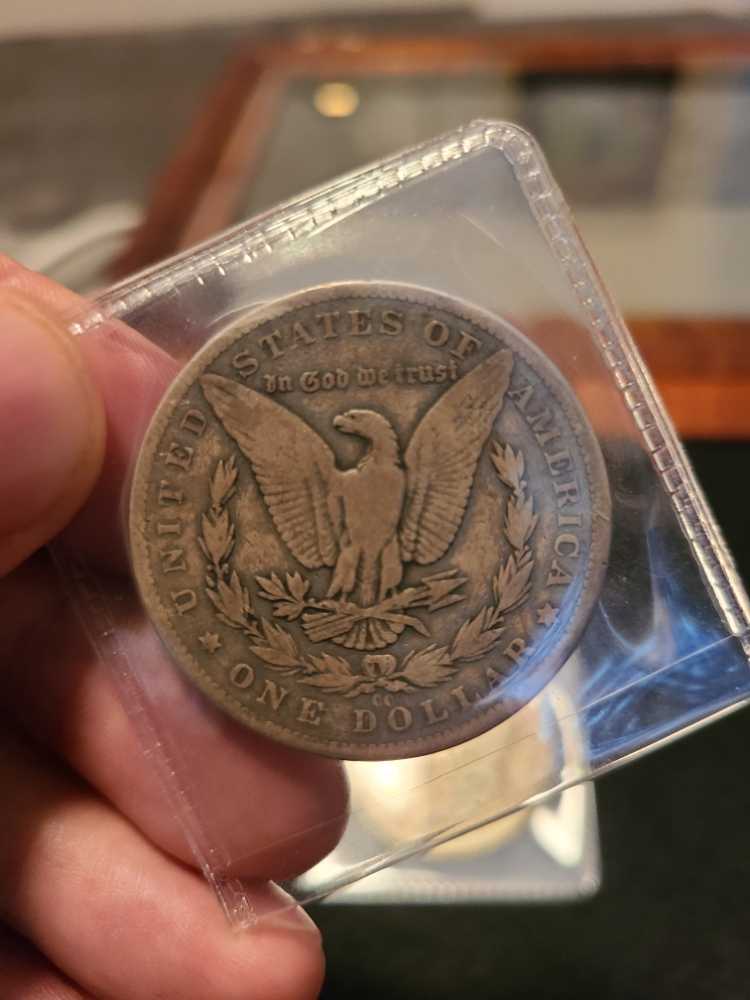 UNITED STATES OF AMERICA
In God we trust
CC
ONE DOLLAR